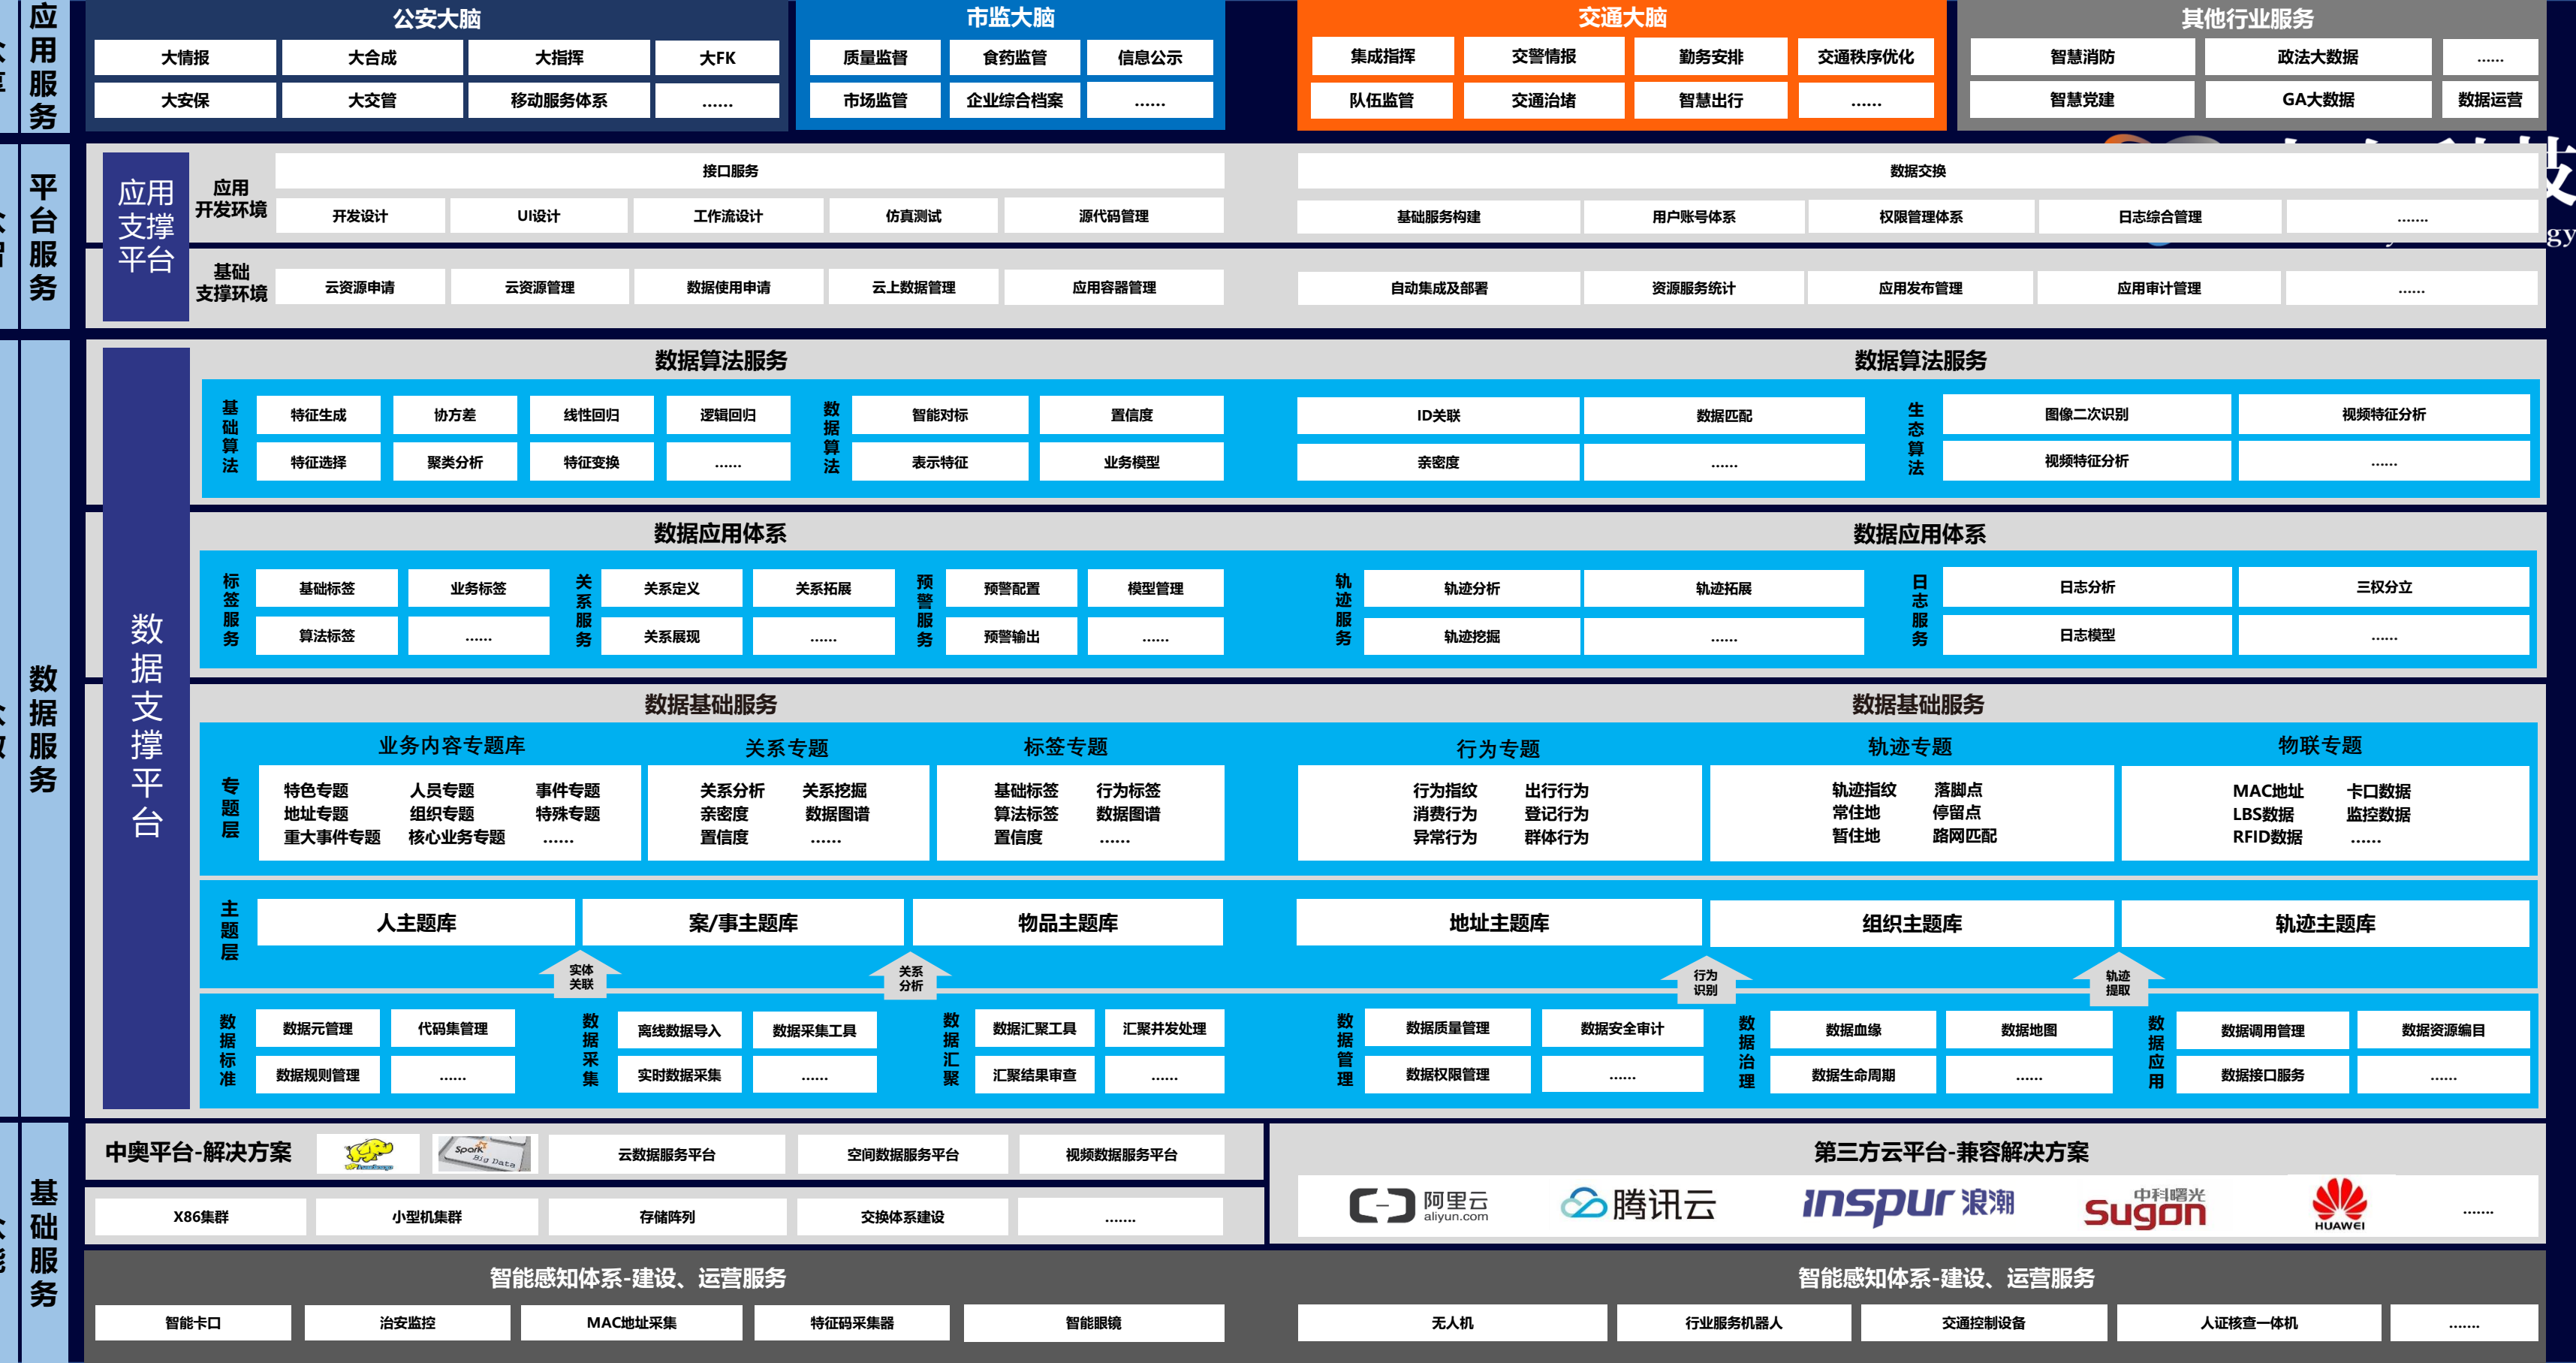 应用服务
公安大脑
大情报 大合成 大指挥 大FK
大安保 大交管 移动服务体系 ……
市监大脑
质量监督 食药监管 信息公示
市场监管 企业综合档案 ……
交通大脑
集成指挥 交警情报 勤务安排 交通秩序优化
队伍监管 交通治堵 智慧出行 ……
其他行业服务
智慧消防 政法大数据 ……
智慧党建 GA大数据 数据运营
平台服务
应用支撑平台
应用开发环境
接口服务 数据交换
开发设计 UI设计 工作流设计 仿真测试 源代码管理 基础服务构建 用户账号体系 权限管理体系 日志综合管理 …….
技
gy
基础支撑环境
云资源申请 云资源管理 数据使用申请 云上数据管理 应用容器管理 自动集成及部署 资源服务统计 应用发布管理 应用审计管理 ……
数据服务
数据支撑平台
数据算法服务 数据算法服务
基础算法
特征生成 协方差 线性回归 逻辑回归
特征选择 聚类分析 特征变换 ……
数据算法
智能对标 置信度 ID关联 数据匹配
表示特征 业务模型 亲密度 ……
生态算法
图像二次识别 视频特征分析
视频特征分析 ……
数据应用体系 数据应用体系
标签服务
基础标签 业务标签
算法标签 ……
关系服务
关系定义 关系拓展
关系展现 ……
预警服务
预警配置 模型管理
预警输出 ……
轨迹服务
轨迹分析 轨迹拓展
轨迹挖掘 ……
日志服务
日志分析 三权分立
日志模型 ……
数据基础服务 数据基础服务
专题层
业务内容专题库
特色专题 人员专题 事件专题
地址专题 组织专题 特殊专题
重大事件专题 核心业务专题 ……
关系专题
关系分析 关系挖掘
亲密度 数据图谱
置信度 ……
标签专题
基础标签 行为标签
算法标签 数据图谱
置信度 ……
行为专题
行为指纹 出行行为
消费行为 登记行为
异常行为 群体行为
轨迹专题
轨迹指纹 落脚点
常住地 停留点
暂住地 路网匹配
物联专题
MAC地址 卡口数据
LBS数据 监控数据
RFID数据 ……
主题层
人主题库 案/事主题库 物品主题库 地址主题库 组织主题库 轨迹主题库
实体关联 关系分析 行为识别 轨迹提取
数据标准
数据元管理 代码集管理
数据规则管理 ……
数据采集
离线数据导入 数据采集工具
实时数据采集 ……
数据汇聚
数据汇聚工具 汇聚并发处理
汇聚结果审查 ……
数据管理
数据质量管理 数据安全审计
数据权限管理 ……
数据治理
数据血缘 数据地图
数据生命周期 ……
数据应用
数据调用管理 数据资源编目
数据接口服务 ……
基础服务
中奥平台-解决方案 Spark Big Data 云数据服务平台 空间数据服务平台 视频数据服务平台
X86集群 小型机集群 存储阵列 交换体系建设 …….
第三方云平台-兼容解决方案
阿里云 aliyun.com 腾讯云 inspur 浪潮 中科曙光 Sugon HUAWEI …….
智能感知体系-建设、运营服务 智能感知体系-建设、运营服务
智能卡口 治安监控 MAC地址采集 特征码采集器 智能眼镜 无人机 行业服务机器人 交通控制设备 人证核查一体机 …….